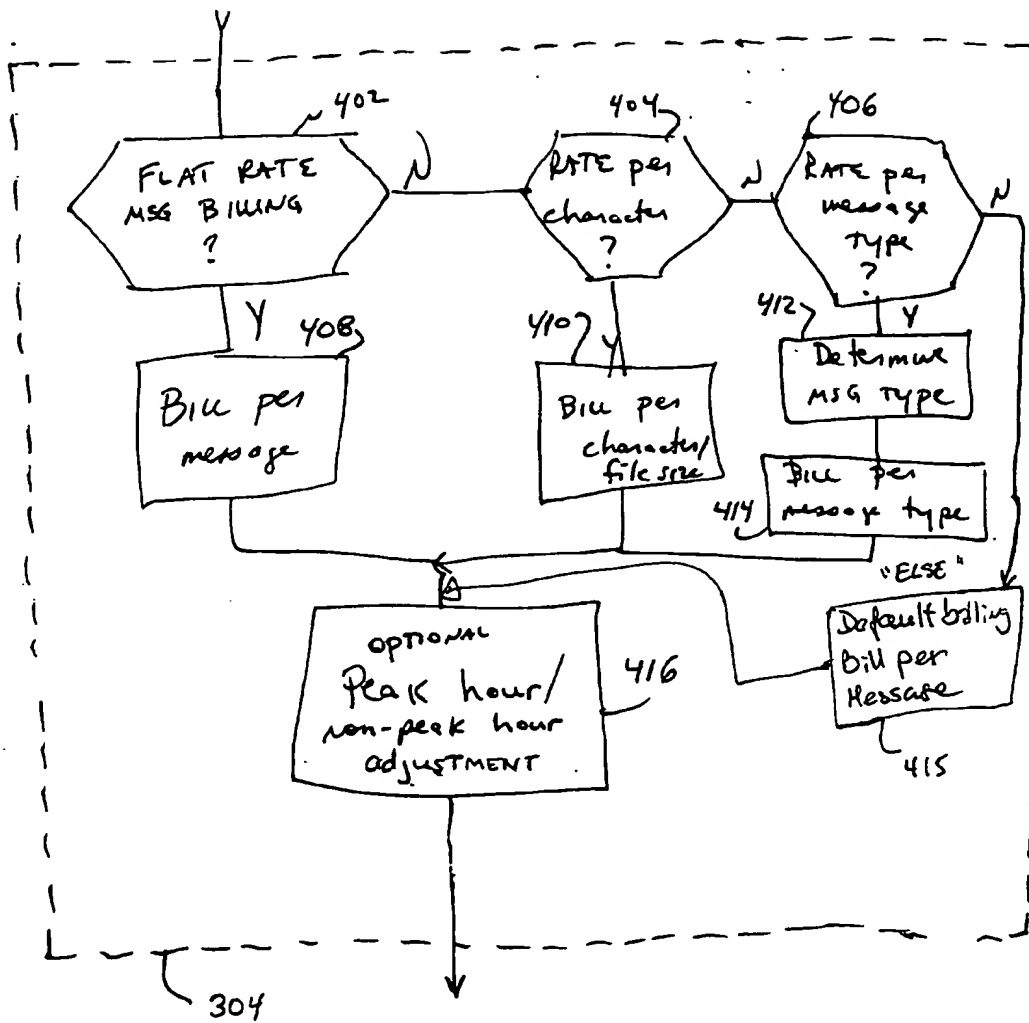 Y
402
FLAT RATE
MSG BILLING
?
N
Y
404
RATE per
character
?
N
Y
406
RATE per
message
TYPE
?
N
Y
408
Bill per
message
410
Bill per
character/
file size
412
Determine
MSG TYPE
414
Bill per
message type
"ELSE"
Default billing
Bill per
Message
415
OPTIONAL
Peak hour/
non-peak hour
adjustment
416
304